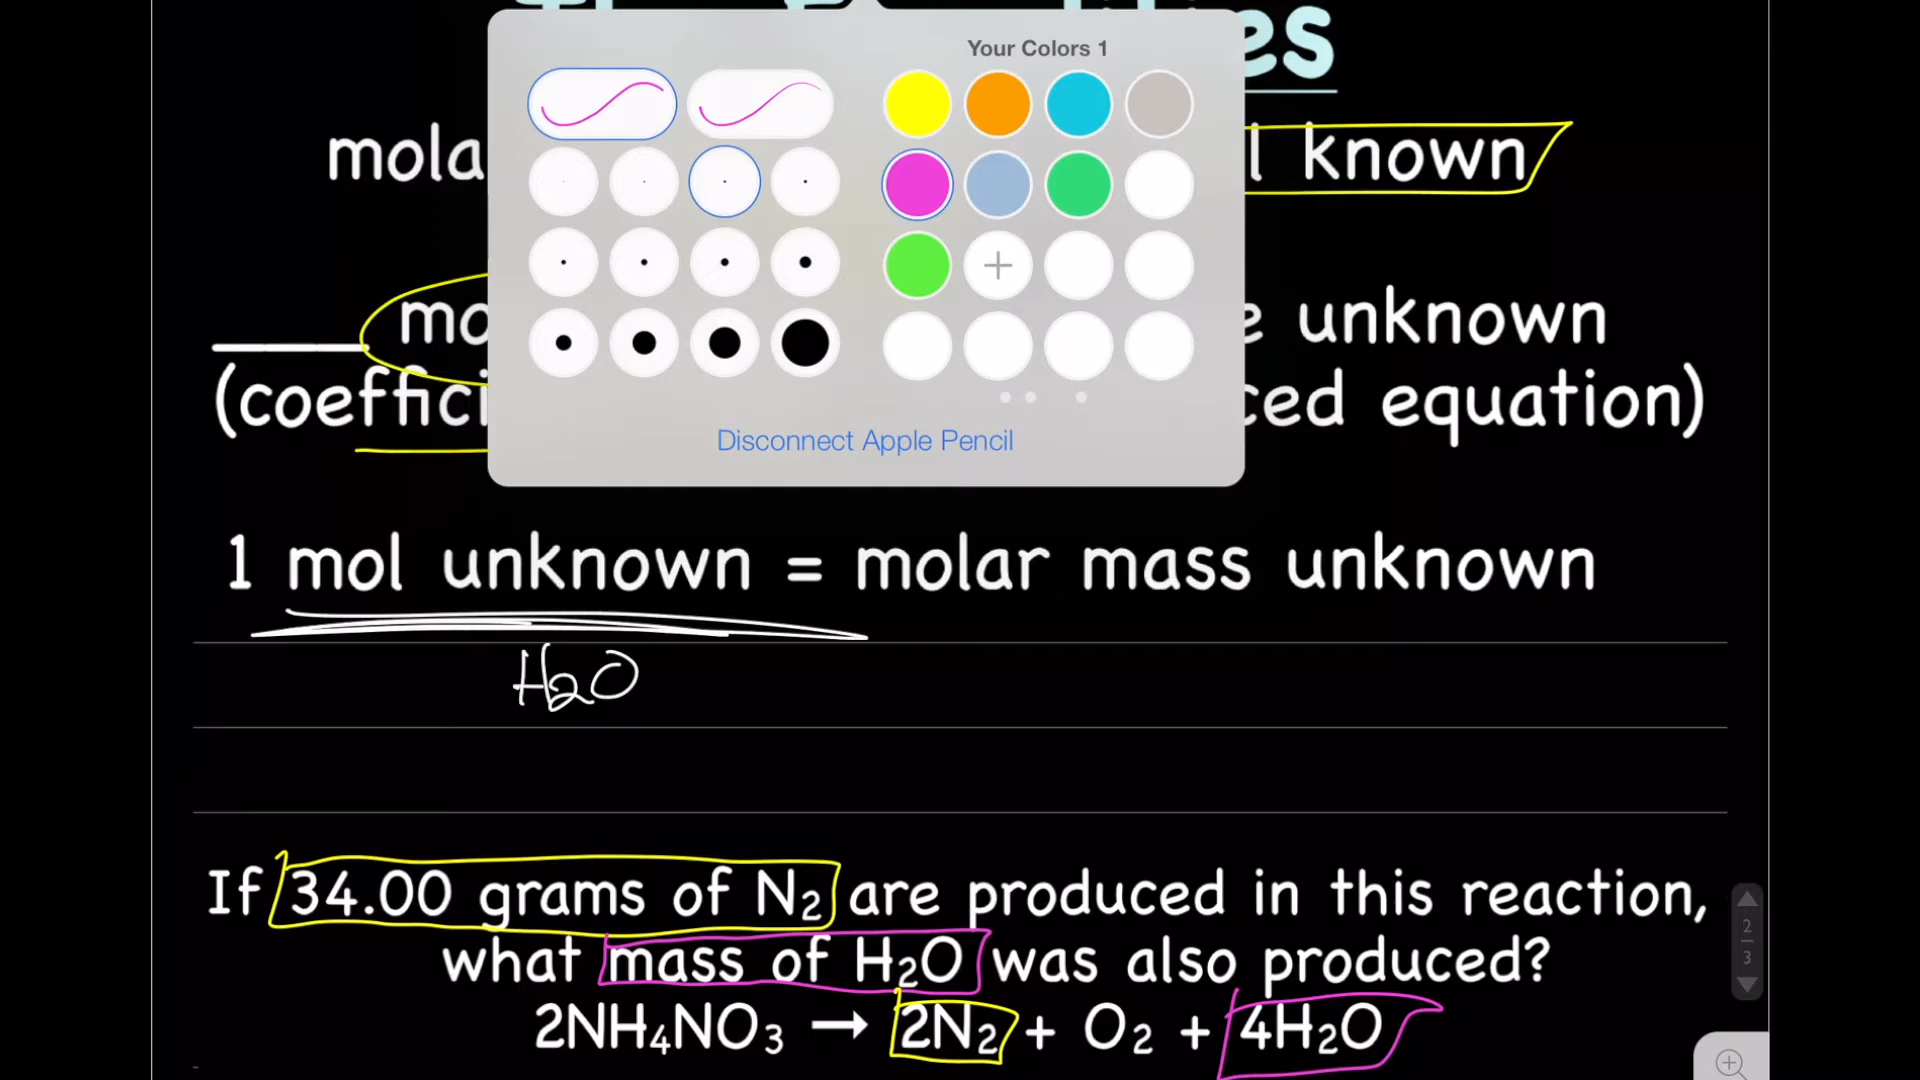 Your Colors 1
mola l known
unknown
(coeffici ced equation)
Disconnect Apple Pencil
1 mol unknown = molar mass unknown
H2O
If 34.00 grams of N₂ are produced in this reaction,
what mass of H₂O was also produced?
2NH₄NO₃ → 2N₂ + O₂ + 4H₂O
2
3